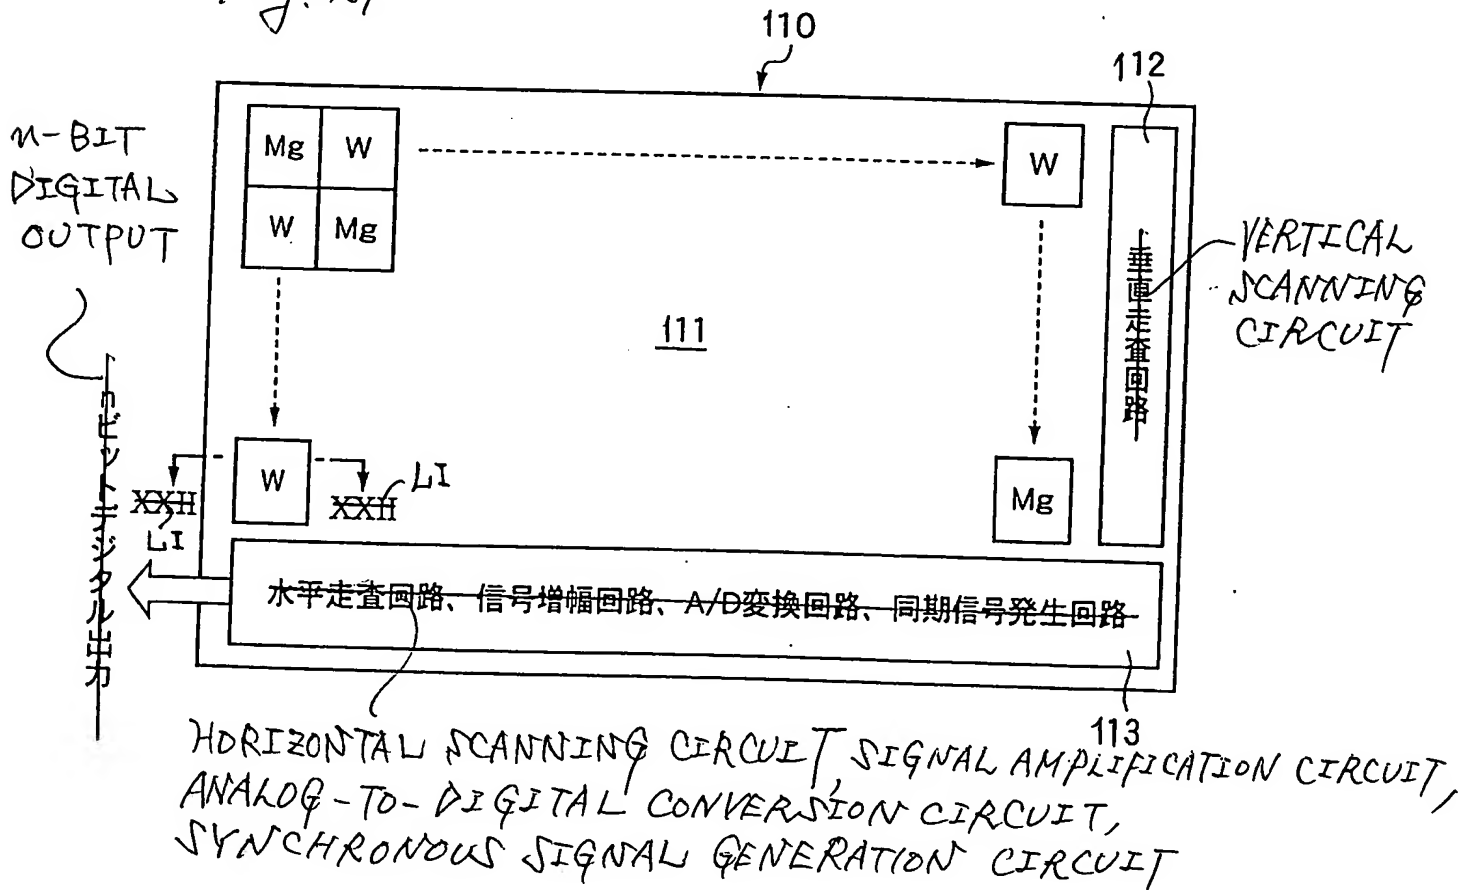 110
112
n-BIT
DIGITAL
OUTPUT
Mg W
W
W Mg
VERTICAL
SCANNING
CIRCUIT
垂直走査回路
111
nビットデジタル出力
W
Mg
XXH
LI
XXH
LI
水平走査回路、信号増幅回路、A/D変換回路、同期信号発生回路
113
HORIZONTAL SCANNING CIRCUIT, SIGNAL AMPLIFICATION CIRCUIT,
ANALOG-TO-DIGITAL CONVERSION CIRCUIT,
SYNCHRONOUS SIGNAL GENERATION CIRCUIT